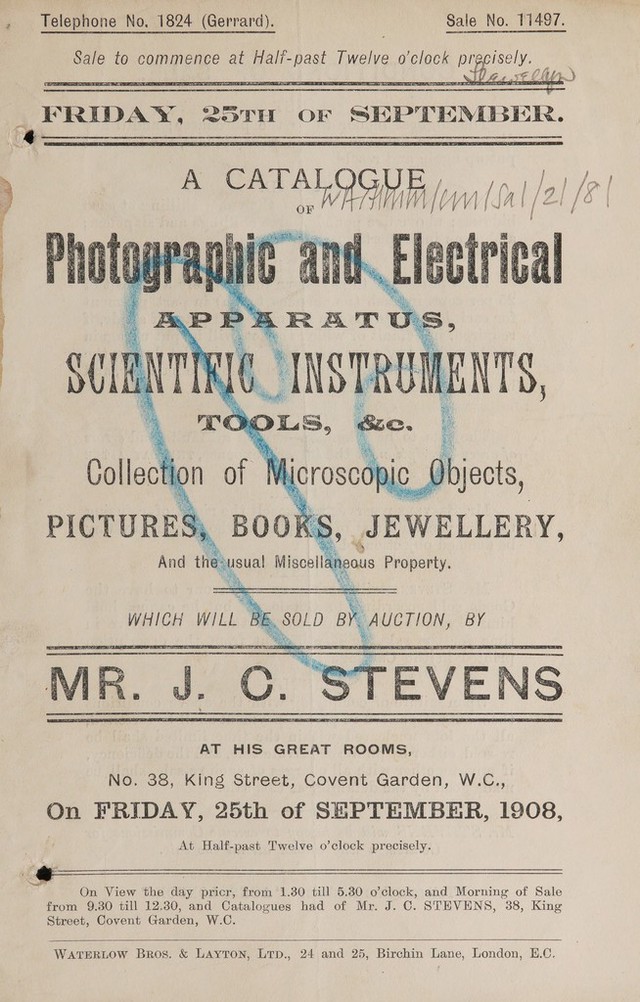 Telephone No. 1824 (Gerrard). Sale No. 11497.
Sale to commence at Half-past Twelve o'clock precisely.
FRIDAY, 25TH OF SEPTEMBER.
A CATALOGUE
OF
WA/HMM/CM/Sal/21/81
Photographic and Electrical
APPARATUS,
SCIENTIFIC INSTRUMENTS,
TOOLS, &c.
Collection of Microscopic Objects,
PICTURES, BOOKS, JEWELLERY,
And the usual Miscellaneous Property.
WHICH WILL BE SOLD BY AUCTION, BY
MR. J. C. STEVENS
AT HIS GREAT ROOMS,
No. 38, King Street, Covent Garden, W.C.,
On FRIDAY, 25th of SEPTEMBER, 1908,
At Half-past Twelve o'clock precisely.
On View the day prior, from 1.30 till 5.30 o'clock, and Morning of Sale
from 9.30 till 12.30, and Catalogues had of Mr. J. C. STEVENS, 38, King
Street, Covent Garden, W.C.
WATERLOW BROS. & LAYTON, LTD., 24 and 25, Birchin Lane, London, E.C.